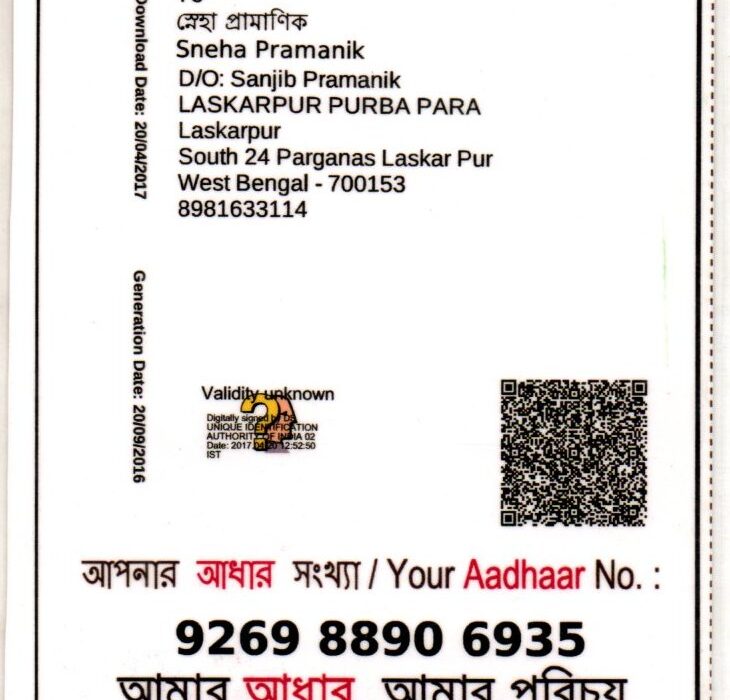 স্নেহা প্রামাণিক
Sneha Pramanik
D/O: Sanjib Pramanik
LASKARPUR PURBA PARA
Laskarpur
South 24 Parganas Laskar Pur
West Bengal - 700153
8981633114
Download Date: 20/04/2017
Generation Date: 20/09/2016
Validity unknown
Digitally signed by DS
UNIQUE IDENTIFICATION
AUTHORITY OF INDIA 02
Date: 2017.04.20 12:52:50
IST
আপনার আধার সংখ্যা / Your Aadhaar No. :
9269 8890 6935
আমার আধার, আমার পরিচয়